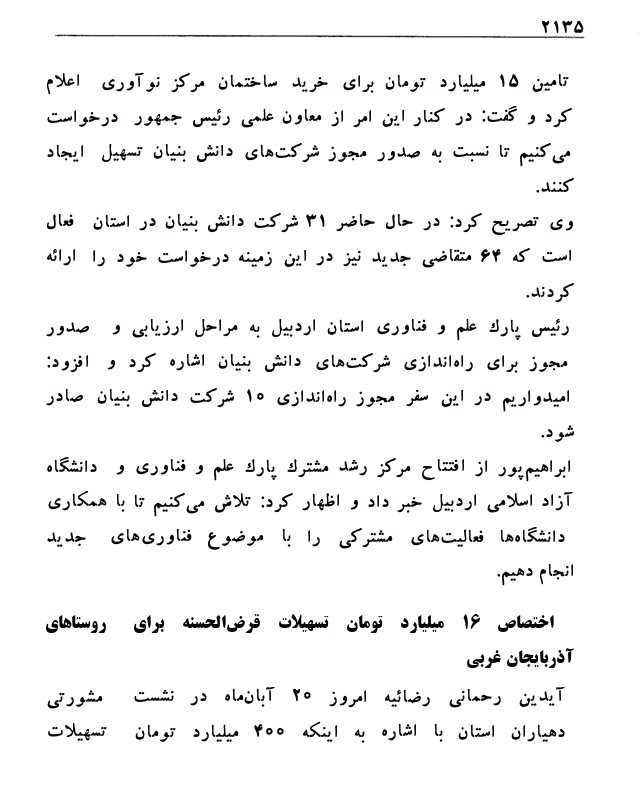 ۲۱۳۵
تامین ۱۵ میلیارد تومان برای خرید ساختمان مرکز نوآوری اعلام
کرد و گفت: در کنار این امر از معاون علمی رئیس جمهور درخواست
می‌کنیم تا نسبت به صدور مجوز شرکت‌های دانش بنیان تسهیل ایجاد
کنند.
وی تصریح کرد: در حال حاضر ۳۱ شرکت دانش بنیان در استان فعال
است که ۶۴ متقاضی جدید نیز در این زمینه درخواست خود را ارائه
کردند.
رئیس پارك علم و فناوری استان اردبیل به مراحل ارزیابی و صدور
مجوز برای راه‌اندازی شرکت‌های دانش بنیان اشاره کرد و افزود:
امیدواریم در این سفر مجوز راه‌اندازی ۱۰ شرکت دانش بنیان صادر
شود.
ابراهیم‌پور از افتتاح مرکز رشد مشترك پارك علم و فناوری و دانشگاه
آزاد اسلامی اردبیل خبر داد و اظهار کرد: تلاش می‌کنیم تا با همکاری
دانشگاه‌ها فعالیت‌های مشترکی را با موضوع فناوری‌های جدید
انجام دهیم.
اختصاص ۱۶ میلیارد تومان تسهیلات قرض‌الحسنه برای روستاهای
آذربایجان غربی
آیدین رحمانی رضائیه امروز ۲۰ آبان‌ماه در نشست مشورتی
دهیاران استان با اشاره به اینکه ۴۰۰ میلیارد تومان تسهیلات